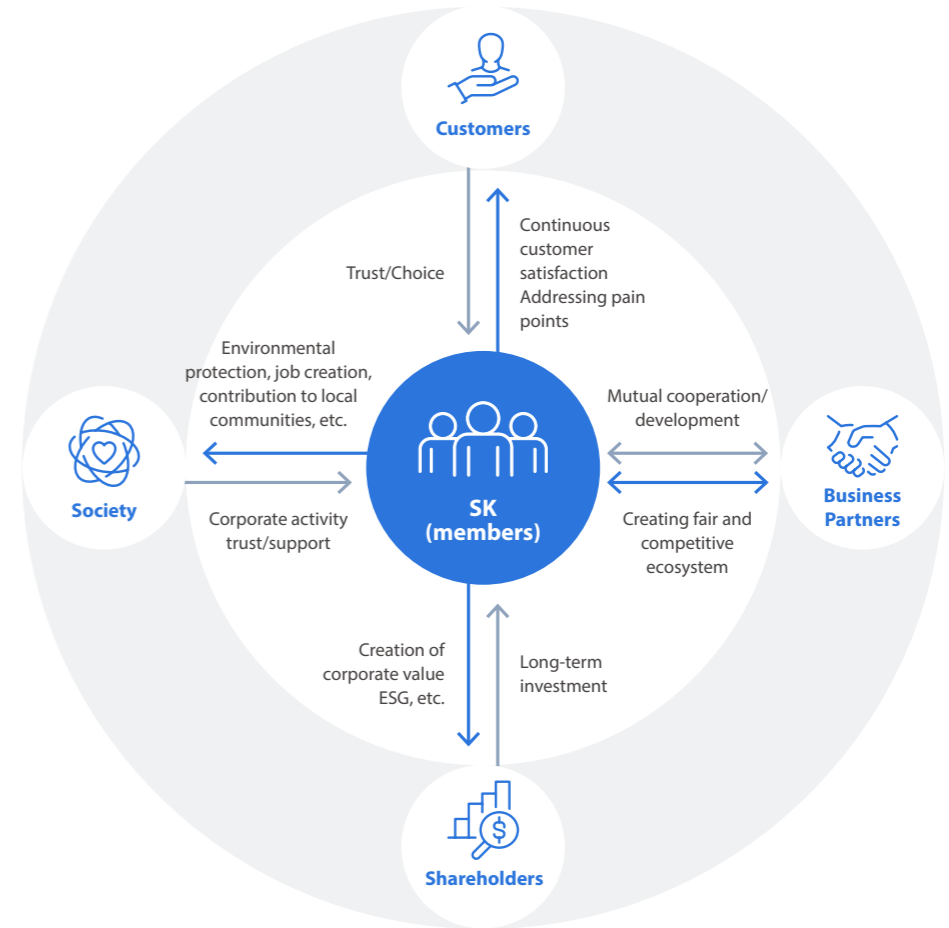 Customers
Trust/Choice
Continuous
customer
satisfaction
Addressing pain
points
Environmental
protection, job creation,
contribution to local
communities, etc.
Mutual cooperation/
development
Society
SK
(members)
Business
Partners
Corporate activity
trust/support
Creating fair and
competitive
ecosystem
Creation of
corporate value
ESG, etc.
Long-term
investment
$
Shareholders